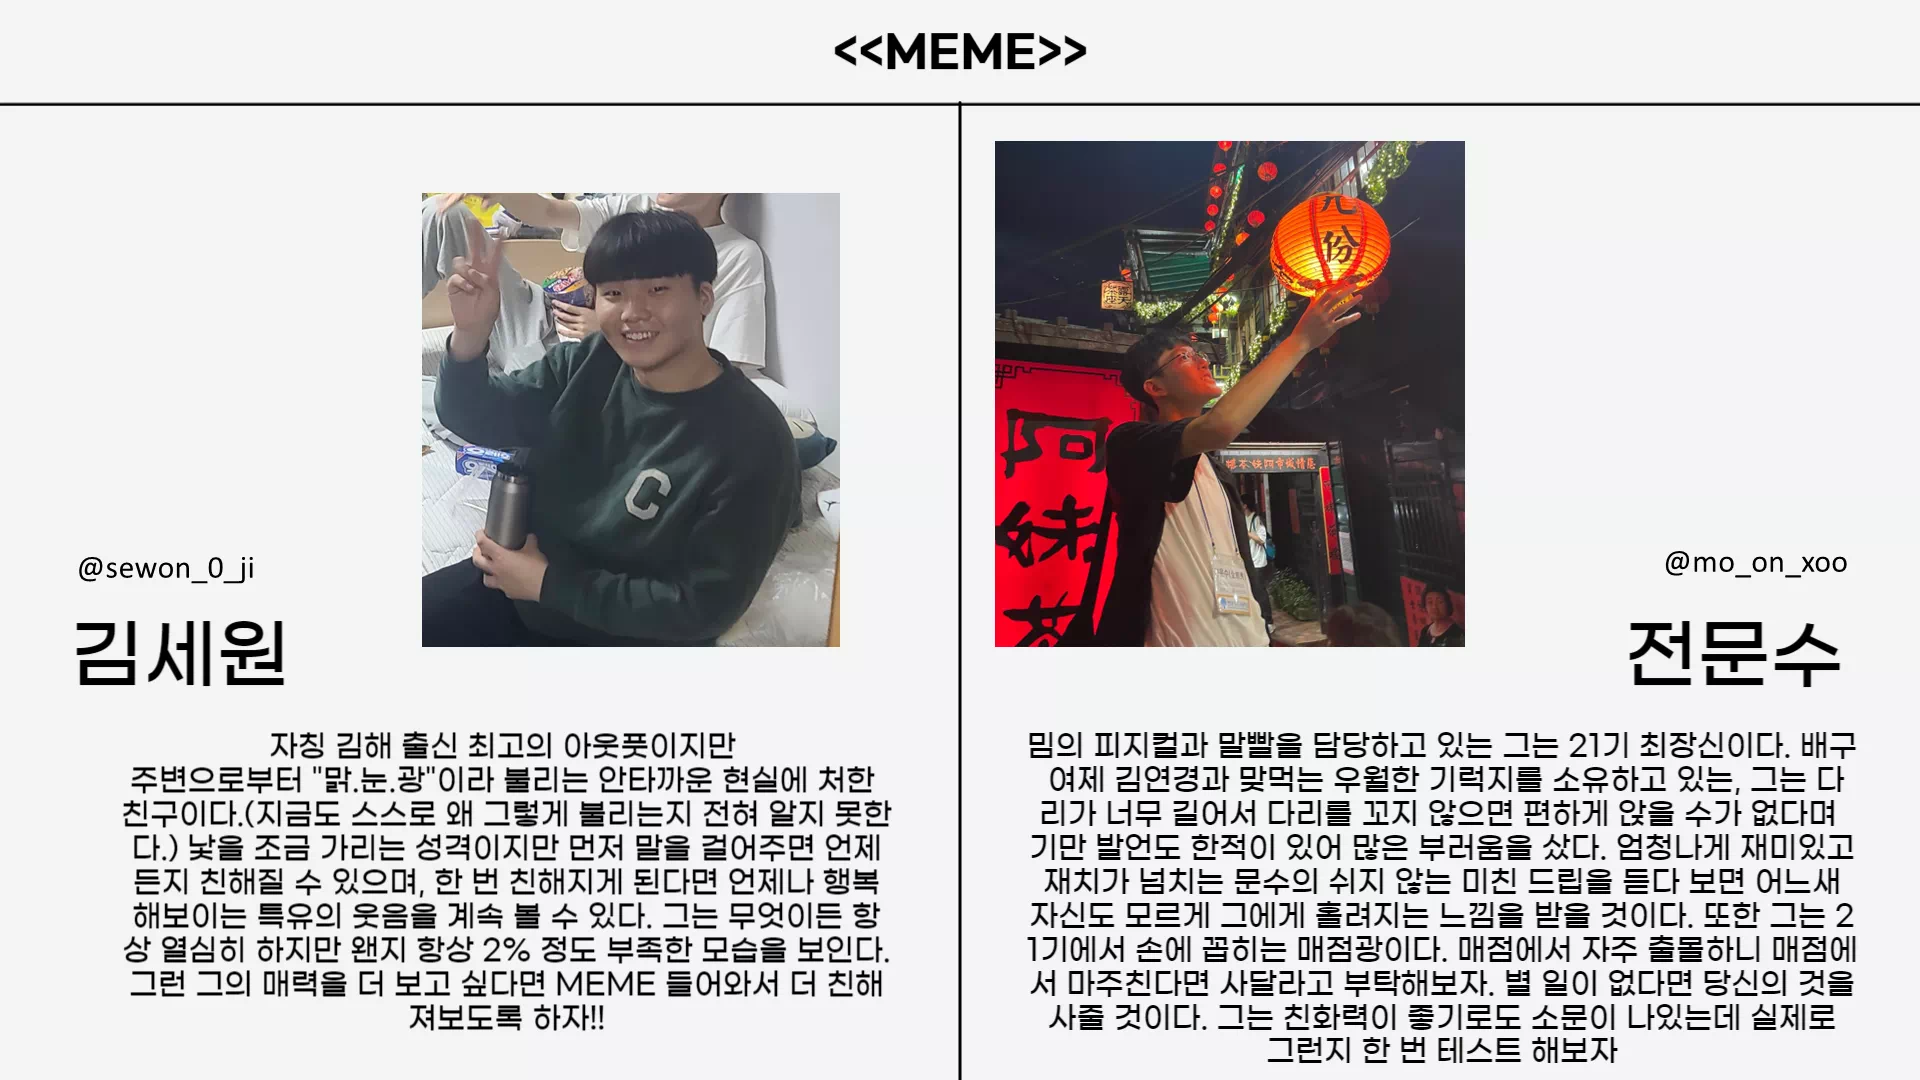 <<MEME>>
@sewon_0_ji
김세원
자칭 김해 출신 최고의 아웃풋이지만
주변으로부터 "맑.눈.광"이라 불리는 안타까운 현실에 처한
친구이다.(지금도 스스로 왜 그렇게 불리는지 전혀 알지 못한
다.) 낯을 조금 가리는 성격이지만 먼저 말을 걸어주면 언제
든지 친해질 수 있으며, 한 번 친해지게 된다면 언제나 행복
해보이는 특유의 웃음을 계속 볼 수 있다. 그는 무엇이든 항
상 열심히 하지만 왠지 항상 2% 정도 부족한 모습을 보인다.
그런 그의 매력을 더 보고 싶다면 MEME 들어와서 더 친해
져보도록 하자!!
C
九份
阿妹茶
@mo_on_xoo
전문수
밈의 피지컬과 말빨을 담당하고 있는 그는 21기 최장신이다. 배구
여제 김연경과 맞먹는 우월한 기럭지를 소유하고 있는, 그는 다
리가 너무 길어서 다리를 꼬지 않으면 편하게 앉을 수가 없다며
기만 발언도 한적이 있어 많은 부러움을 샀다. 엄청나게 재미있고
재치가 넘치는 문수의 쉬지 않는 미친 드립을 듣다 보면 어느새
자신도 모르게 그에게 홀려지는 느낌을 받을 것이다. 또한 그는 2
1기에서 손에 꼽히는 매점광이다. 매점에서 자주 출몰하니 매점에
서 마주친다면 사달라고 부탁해보자. 별 일이 없다면 당신의 것을
사줄 것이다. 그는 친화력이 좋기로도 소문이 나있는데 실제로
그런지 한 번 테스트 해보자